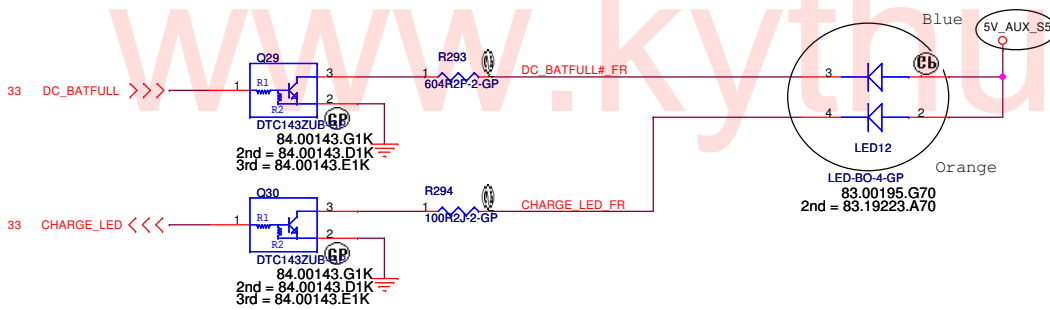 www.kythu
Blue
5V_AUX_S5
Q29
R293
R1
R2
1
3
2
1
604R2F-2-GP
DC_BATFULL#_FR
3
33 DC_BATFULL
DTC143ZUB-GP
GP
84.00143.G1K
2nd = 84.00143.D1K
3rd = 84.00143.E1K
4
2
LED12
Orange
LED-BO-4-GP
83.00195.G70
2nd = 83.19223.A70
Q30
R294
R1
R2
1
3
2
1
100R2J-2-GP
CHARGE_LED_FR
33 CHARGE_LED
DTC143ZUB-GP
GP
84.00143.G1K
2nd = 84.00143.D1K
3rd = 84.00143.E1K